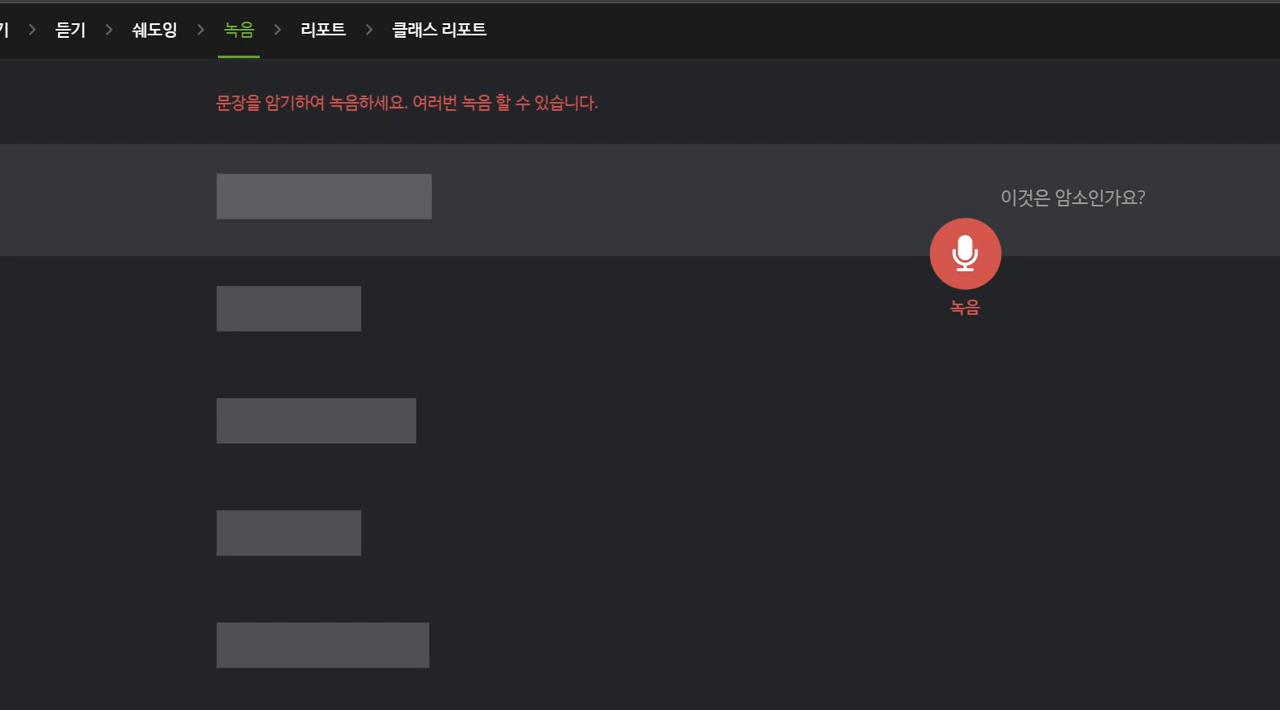 기 > 듣기 > 쉐도잉 > 녹음 > 리포트 > 클래스 리포트
문장을 암기하여 녹음하세요. 여러번 녹음 할 수 있습니다.
이것은 암소인가요?
녹음